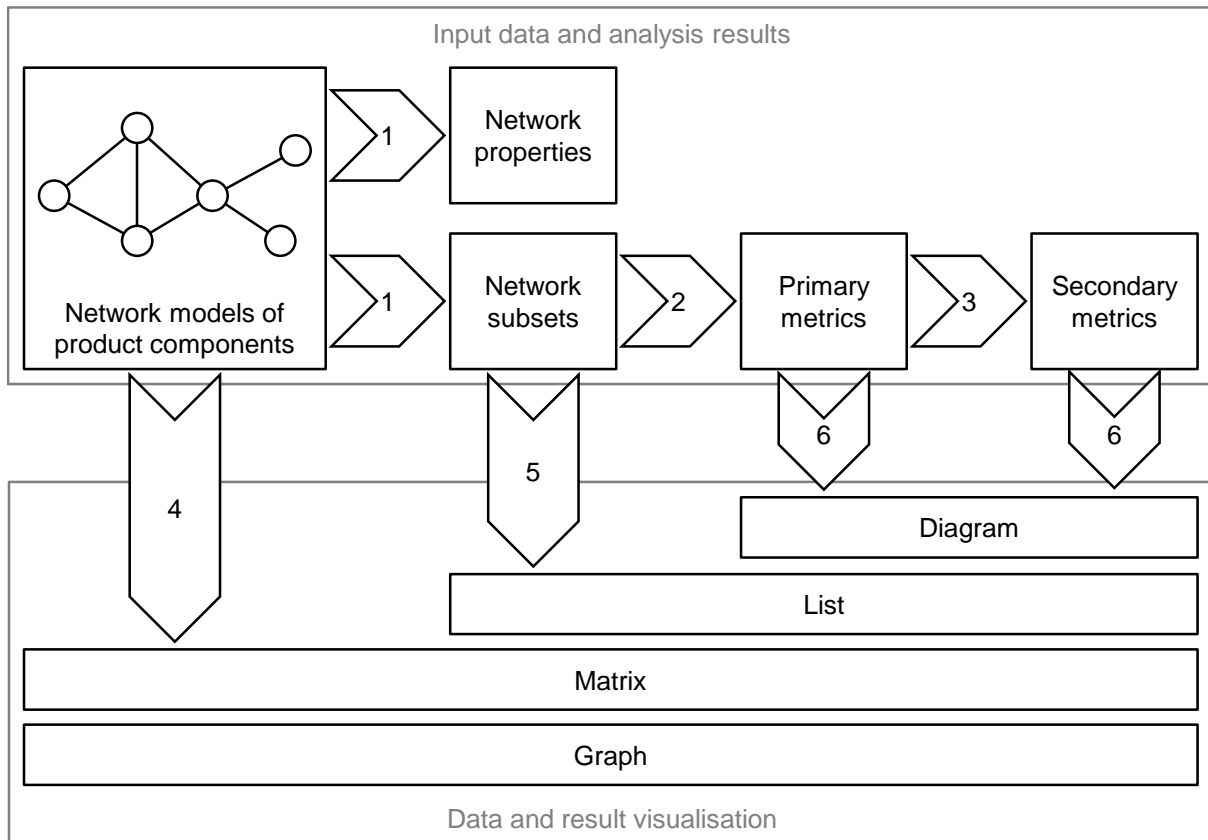 Input data and analysis results
1
Network
properties
Network models of
product components
1
Network
subsets
2
Primary
metrics
3
Secondary
metrics
4
5
6
6
Diagram
List
Matrix
Graph
Data and result visualisation